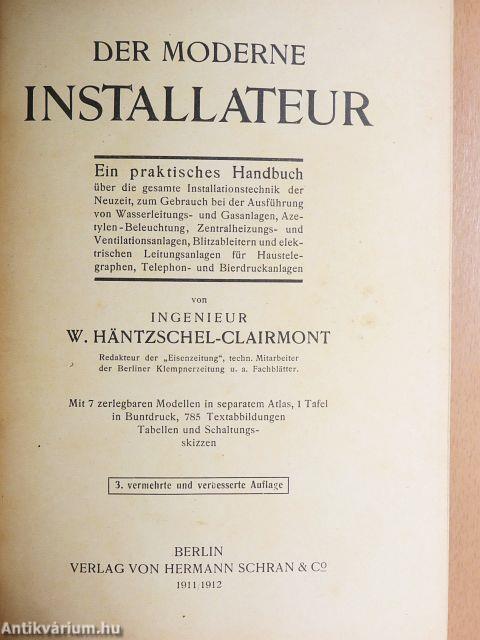 DER MODERNE
INSTALLATEUR
Ein praktisches Handbuch
über die gesamte Installationstechnik der
Neuzeit, zum Gebrauch bei der Ausführung
von Wasserleitungs- und Gasanlagen, Aze-
tylen-Beleuchtung, Zentralheizungs- und
Ventilationsanlagen, Blitzableitern und elek-
trischen Leitungsanlagen für Haustele-
graphen, Telephon- und Bierdruckanlagen
von
INGENIEUR
W. HÄNTZSCHEL-CLAIRMONT
Redakteur der „Eisenzeitung", techn. Mitarbeiter
der Berliner Klempnerzeitung u. a. Fachblätter.
Mit 7 zerlegbaren Modellen in separatem Atlas, 1 Tafel
in Buntdruck, 785 Textabbildungen
Tabellen und Schaltungs-
skizzen
3. vermehrte und verbesserte Auflage
BERLIN
VERLAG VON HERMANN SCHRAN & Co
1911/1912
Antikvárium.hu